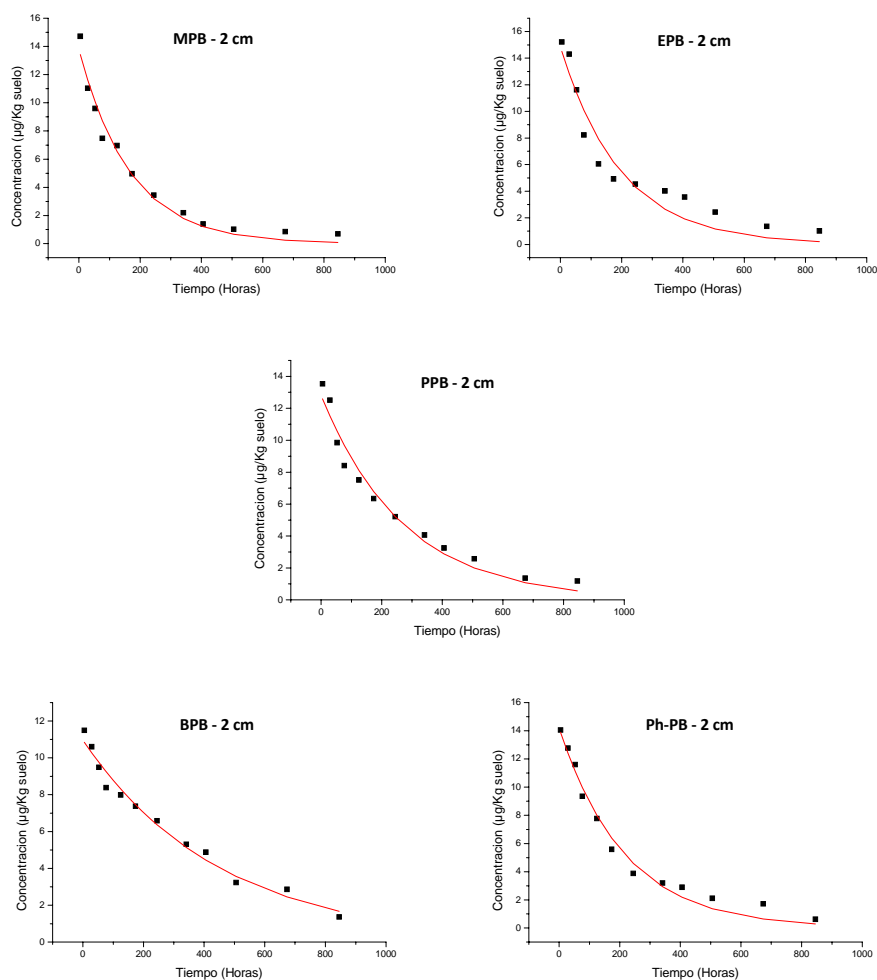 MPB - 2 cm
Concentracion (µg/Kg suelo)
16
14
12
10
8
6
4
2
0
0 200 400 600 800 1000
Tiempo (Horas)
EPB - 2 cm
Concentracion (µg/Kg suelo)
16
14
12
10
8
6
4
2
0
0 200 400 600 800 1000
Tiempo (Horas)
PPB - 2 cm
Concentracion (µg/Kg suelo)
14
12
10
8
6
4
2
0
0 200 400 600 800 1000
Tiempo (Horas)
BPB - 2 cm
Concentracion (µg/Kg suelo)
12
10
8
6
4
2
0
0 200 400 600 800 1000
Tiempo (Horas)
Ph-PB - 2 cm
Concentracion (µg/Kg suelo)
16
14
12
10
8
6
4
2
0
0 200 400 600 800 1000
Tiempo (Horas)